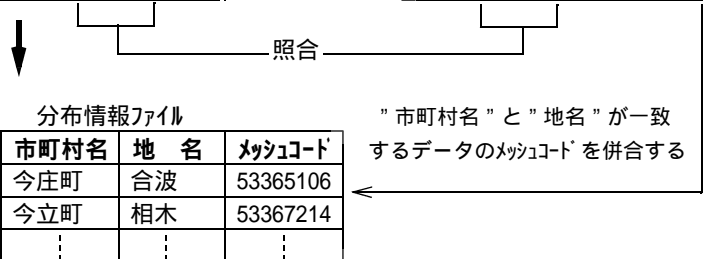 照合
分布情報ﾌｧｲﾙ
市町村名 地　名 ﾒｯｼｭｺｰﾄﾞ
今庄町 合波 53365106
今立町 相木 53367214
”市町村名”と”地名”が一致
するデータのﾒｯｼｭｺｰﾄﾞを併合する